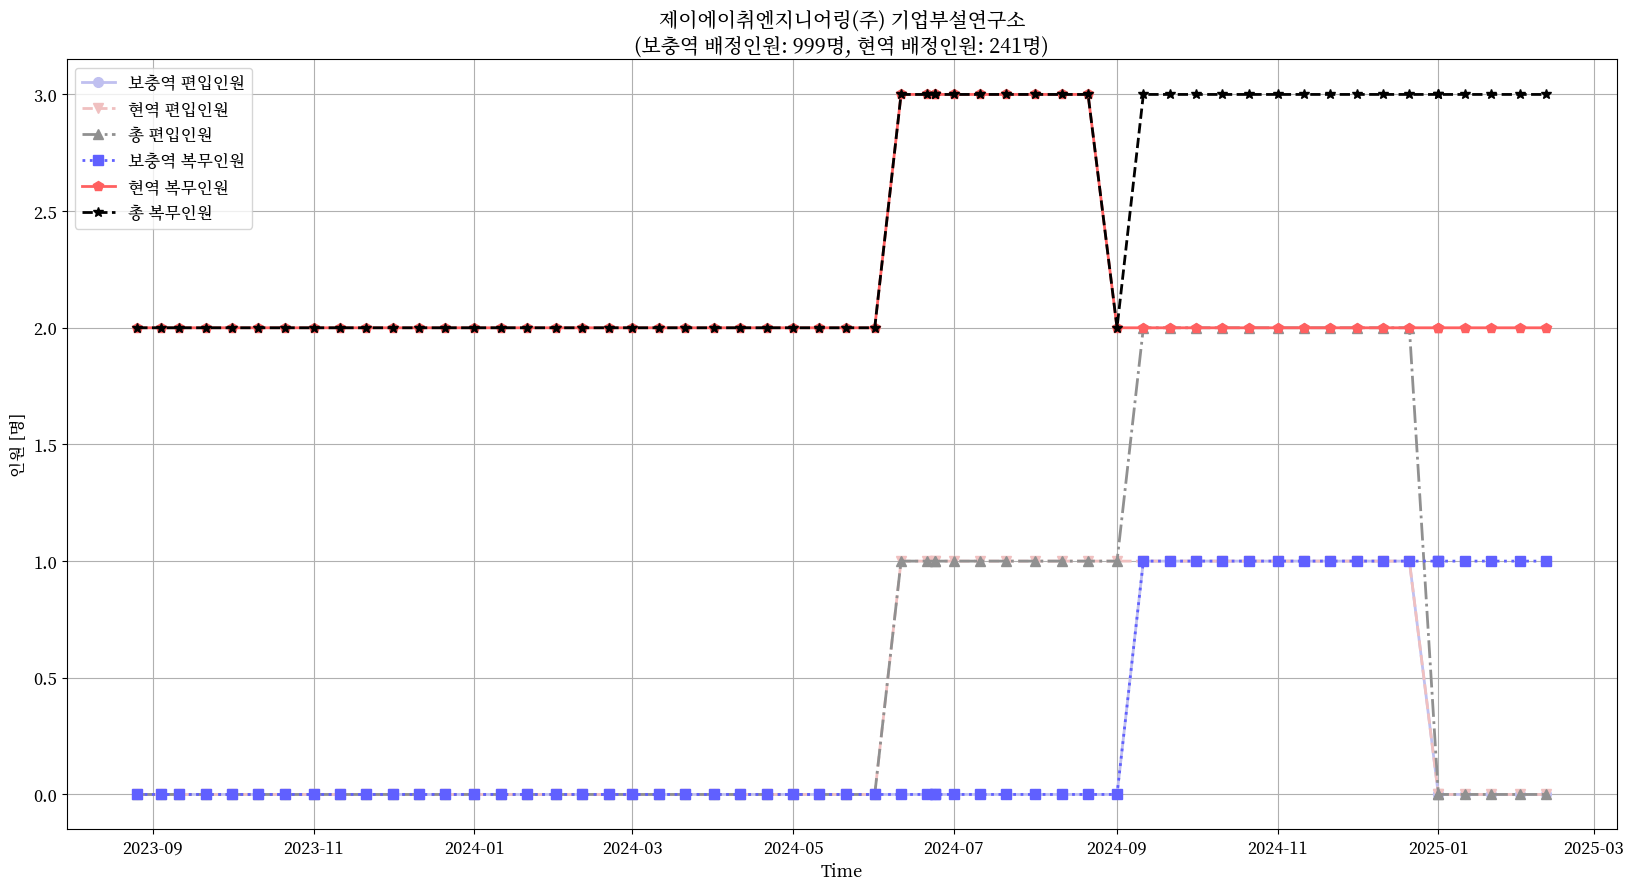 제이에이취엔지니어링(주) 기업부설연구소
(보충역 배정인원: 999명, 현역 배정인원: 241명)
보충역 편입인원
현역 편입인원
총 편입인원
보충역 복무인원
현역 복무인원
총 복무인원
3.0
2.5
2.0
1.5
1.0
0.5
0.0
인원 [명]
2023-09
2023-11
2024-01
2024-03
2024-05
2024-07
2024-09
2024-11
2025-01
2025-03
Time